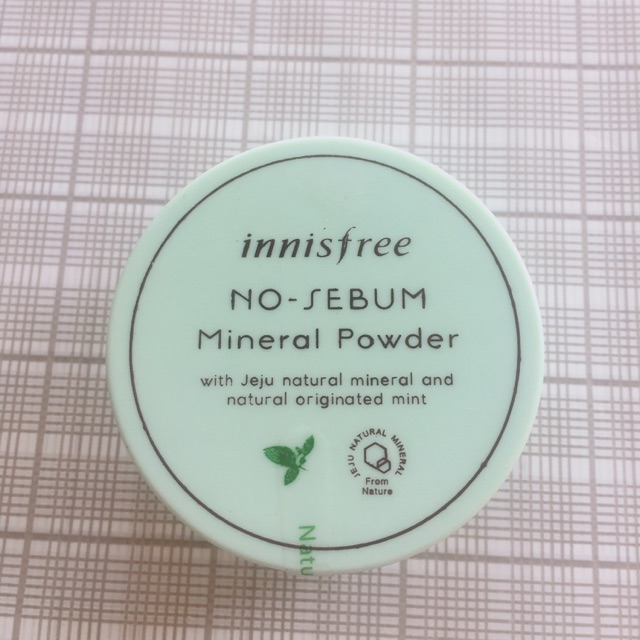 innisfree
NO-SEBUM
Mineral Powder
with Jeju natural mineral and
natural originated mint
JEJU NATURAL MINERAL
From
Nature
Natu